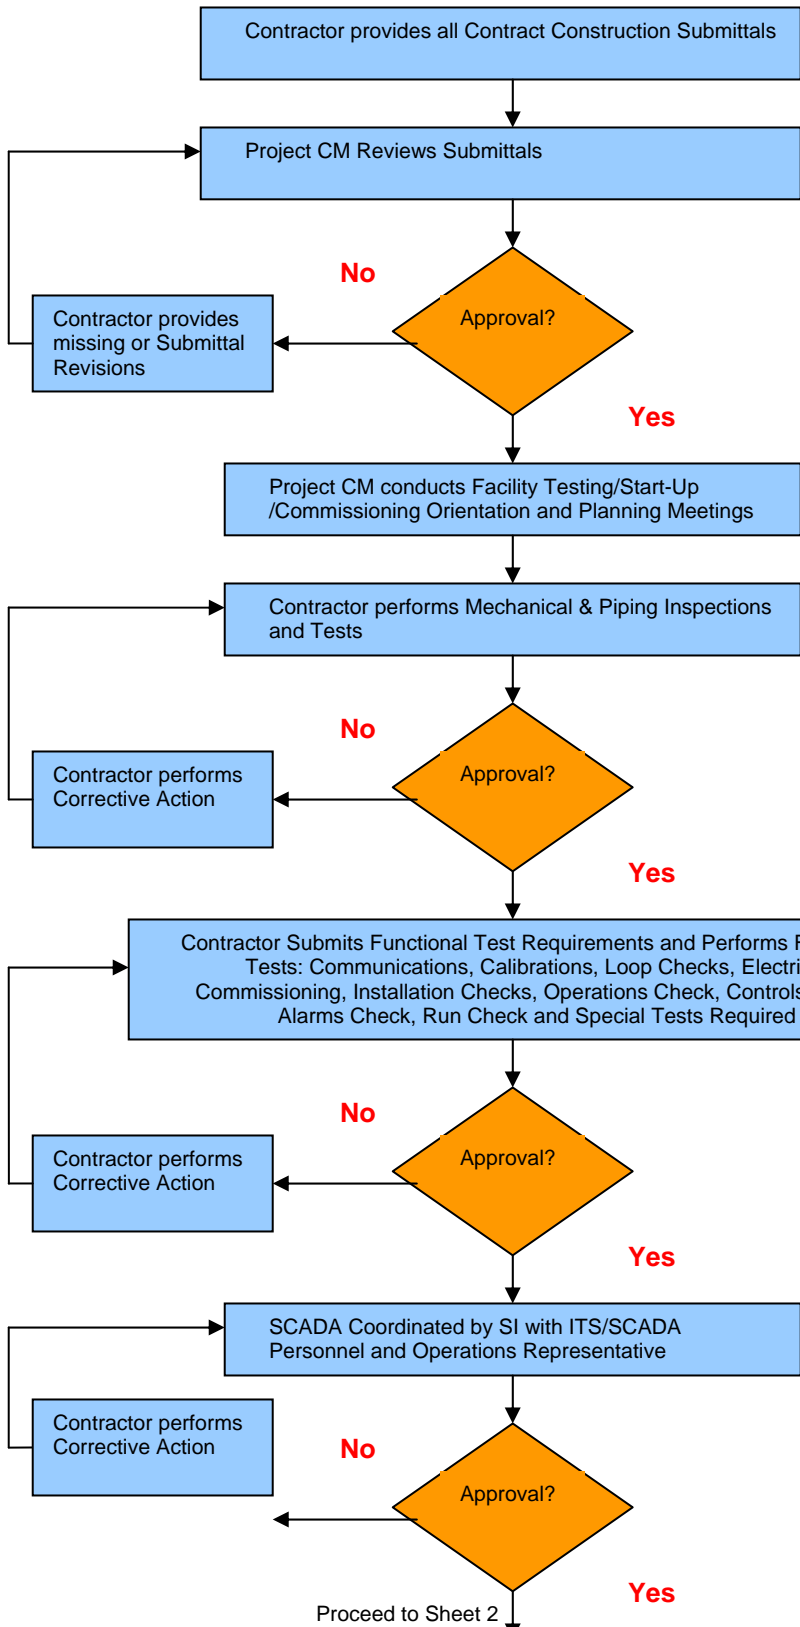 Contractor provides all Contract Construction Submittals
Project CM Reviews Submittals
No
Approval?
Contractor provides
missing or Submittal
Revisions
Yes
Project CM conducts Facility Testing/Start-Up
/Commissioning Orientation and Planning Meetings
Contractor performs Mechanical & Piping Inspections
and Tests
No
Approval?
Contractor performs
Corrective Action
Yes
Contractor Submits Functional Test Requirements and Performs
Tests: Communications, Calibrations, Loop Checks,
Commissioning, Installation Checks, Operations Check, Controls
Alarms Check, Run Check and Special Tests Required
No
Approval?
Contractor performs
Corrective Action
Yes
SCADA Coordinated by SI with ITS/SCADA
Personnel and Operations Representative
Contractor performs
Corrective Action
No
Approval?
Yes
Proceed to Sheet 2